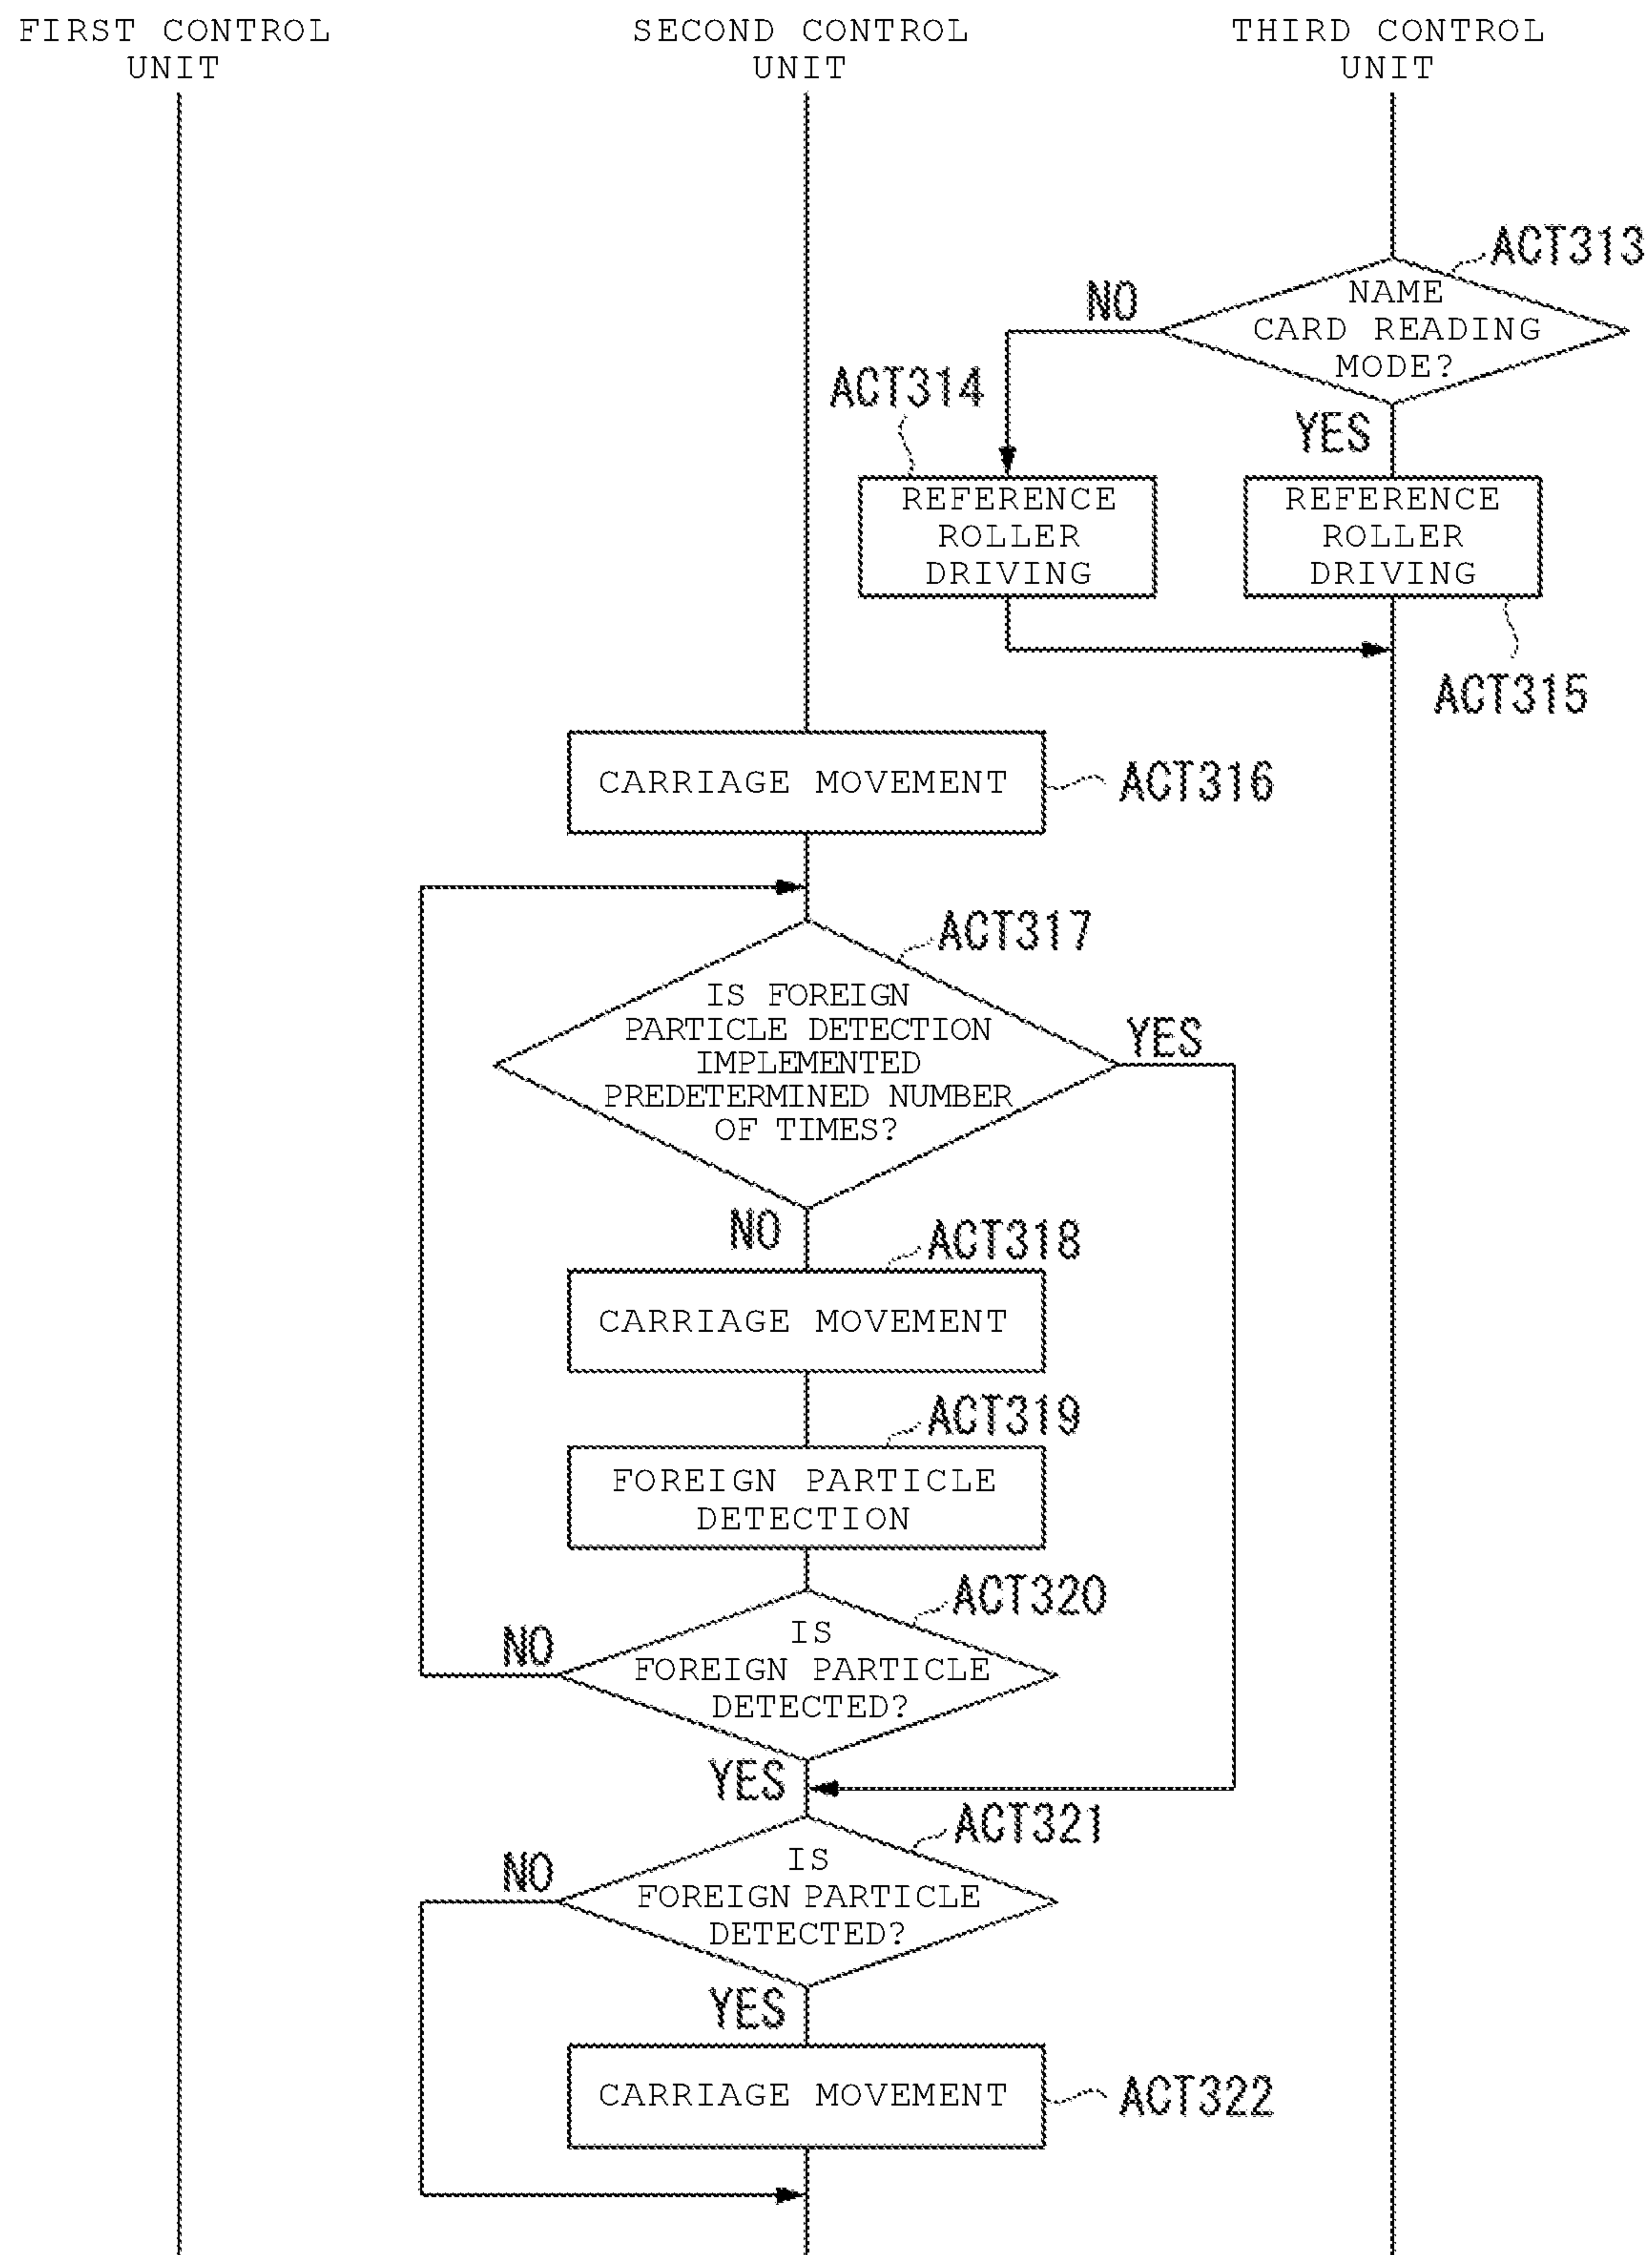 FIRST CONTROL
UNIT
SECOND CONTROL
UNIT
THIRD CONTROL
UNIT
ACT313
NAME
CARD READING
MODE?
NO
YES
ACT314
REFERENCE
ROLLER
DRIVING
REFERENCE
ROLLER
DRIVING
ACT315
CARRIAGE MOVEMENT
ACT316
ACT317
IS FOREIGN
PARTICLE DETECTION
IMPLEMENTED
PREDETERMINED NUMBER
OF TIMES?
YES
NO
ACT318
CARRIAGE MOVEMENT
ACT319
FOREIGN PARTICLE
DETECTION
ACT320
IS
FOREIGN PARTICLE
DETECTED?
NO
YES
ACT321
IS
FOREIGN PARTICLE
DETECTED?
NO
YES
CARRIAGE MOVEMENT
ACT322